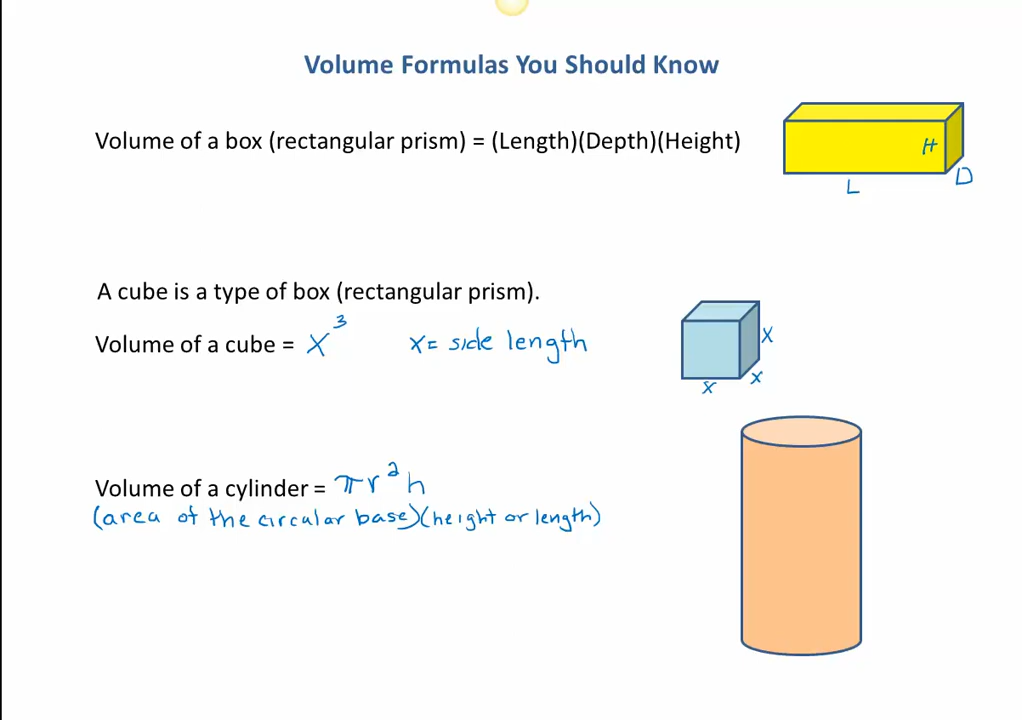 Volume Formulas You Should Know
Volume of a box (rectangular prism) = (Length)(Depth)(Height)
H
D
L
A cube is a type of box (rectangular prism).
Volume of a cube = x³ x = side length
x
x
x
Volume of a cylinder = πr²h
(area of the circular base)(height or length)